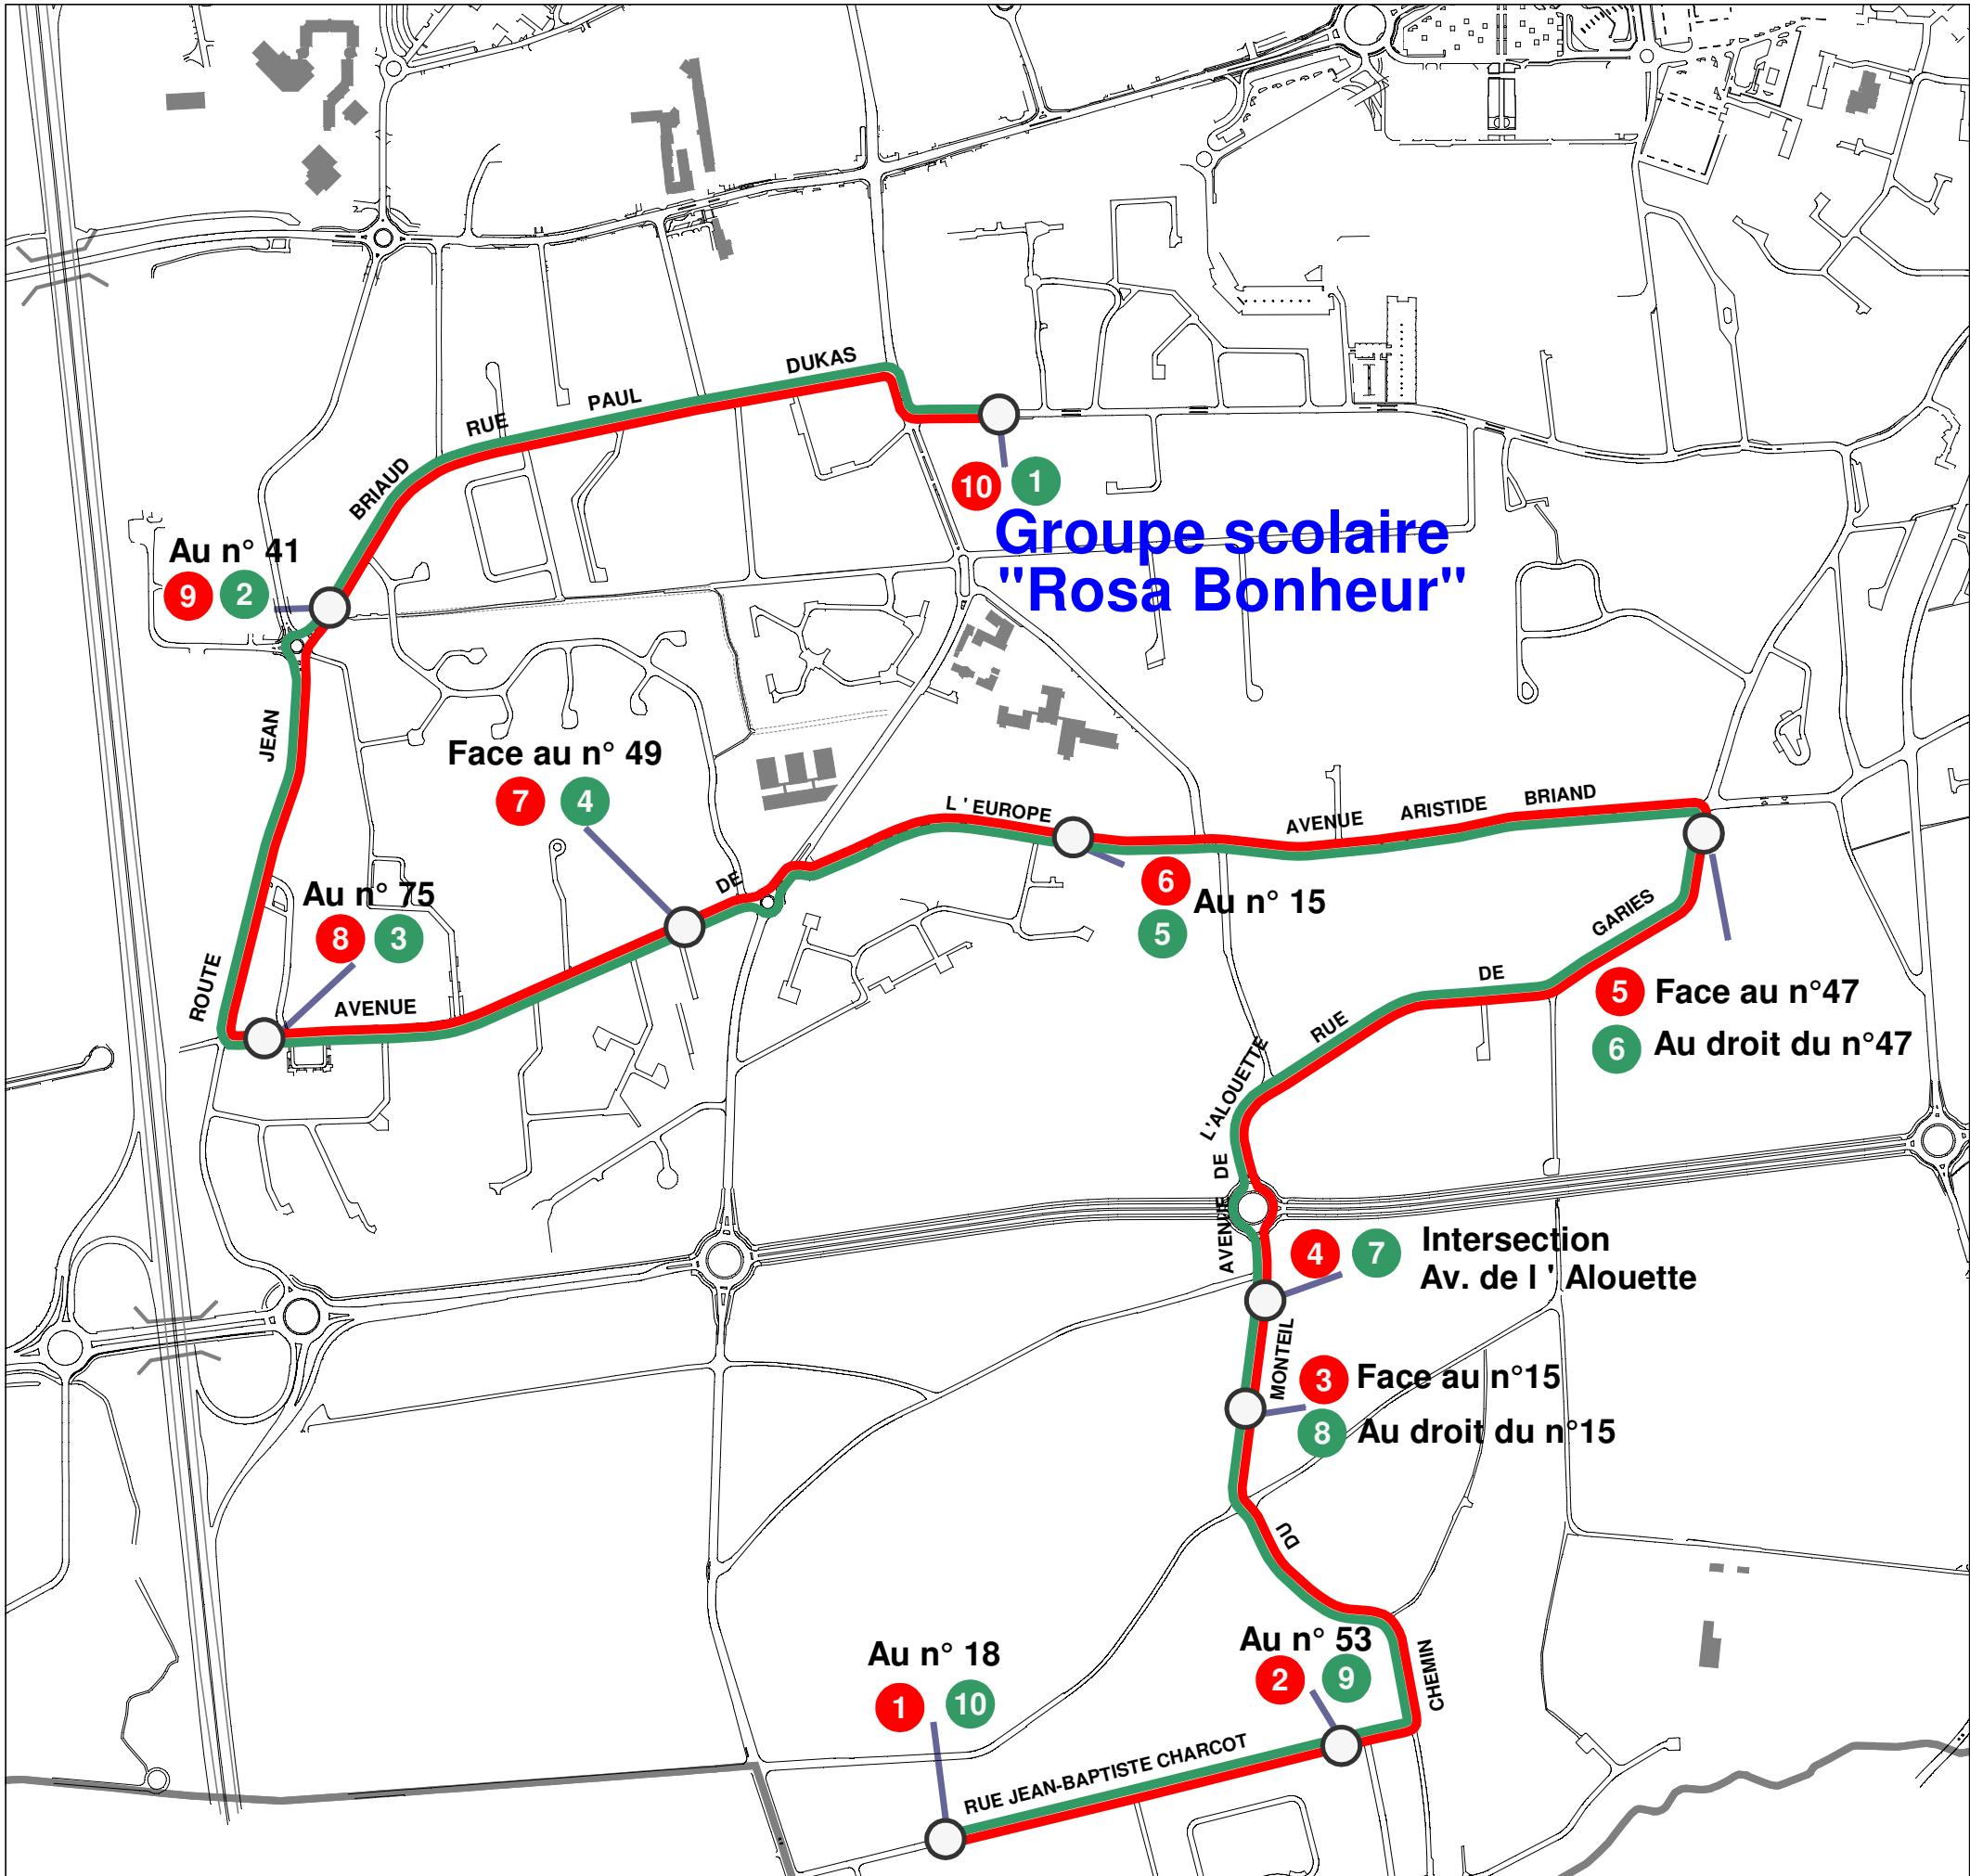 DUKAS
PAUL
RUE
BRIAUD
10 1
Groupe scolaire
"Rosa Bonheur"
Au n° 41
9 2
JEAN
Face au n° 49
7 4
L ' EUROPE
AVENUE ARISTIDE BRIAND
DE
6
Au n° 15
5
Au n° 75
8 3
ROUTE
AVENUE
GARIES
DE
RUE
5 Face au n°47
6 Au droit du n°47
L'ALOUETTE
DE
AVENUE
4 7 Intersection
Av. de l ' Alouette
MONTEIL
3 Face au n°15
8 Au droit du n°15
DU
Au n° 53
2 9
CHEMIN
Au n° 18
1 10
RUE JEAN-BAPTISTE CHARCOT